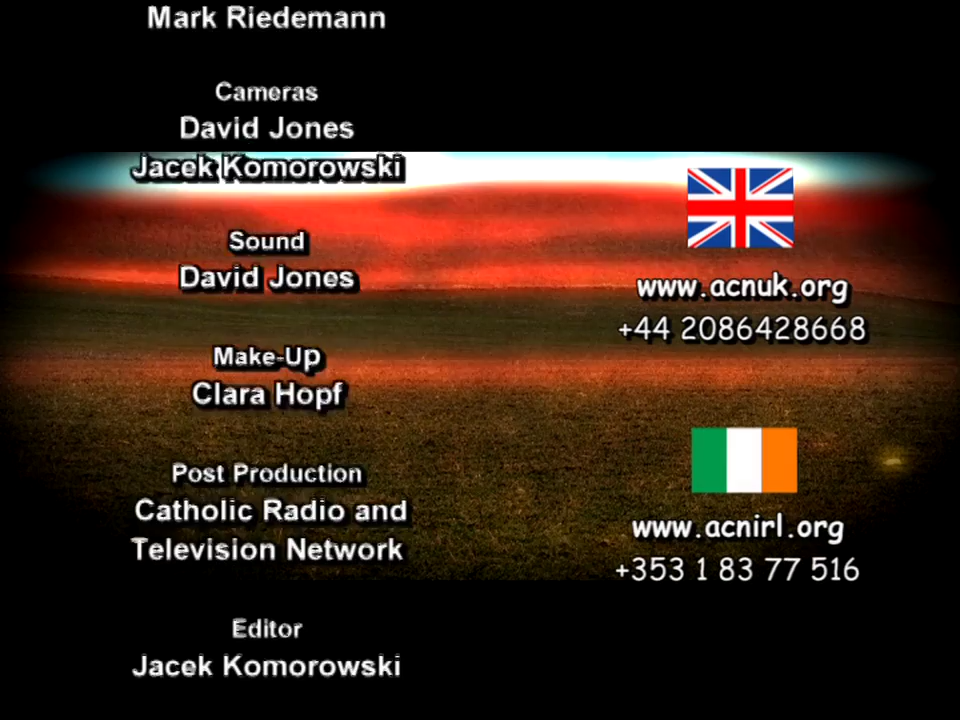 Mark Riedemann
Cameras
David Jones
Jacek Komorowski
Sound
David Jones
Make-Up
Clara Hopf
Post Production
Catholic Radio and
Television Network
Editor
Jacek Komorowski
www.acnuk.org
+44 2086428668
www.acnirl.org
+353 1 83 77 516